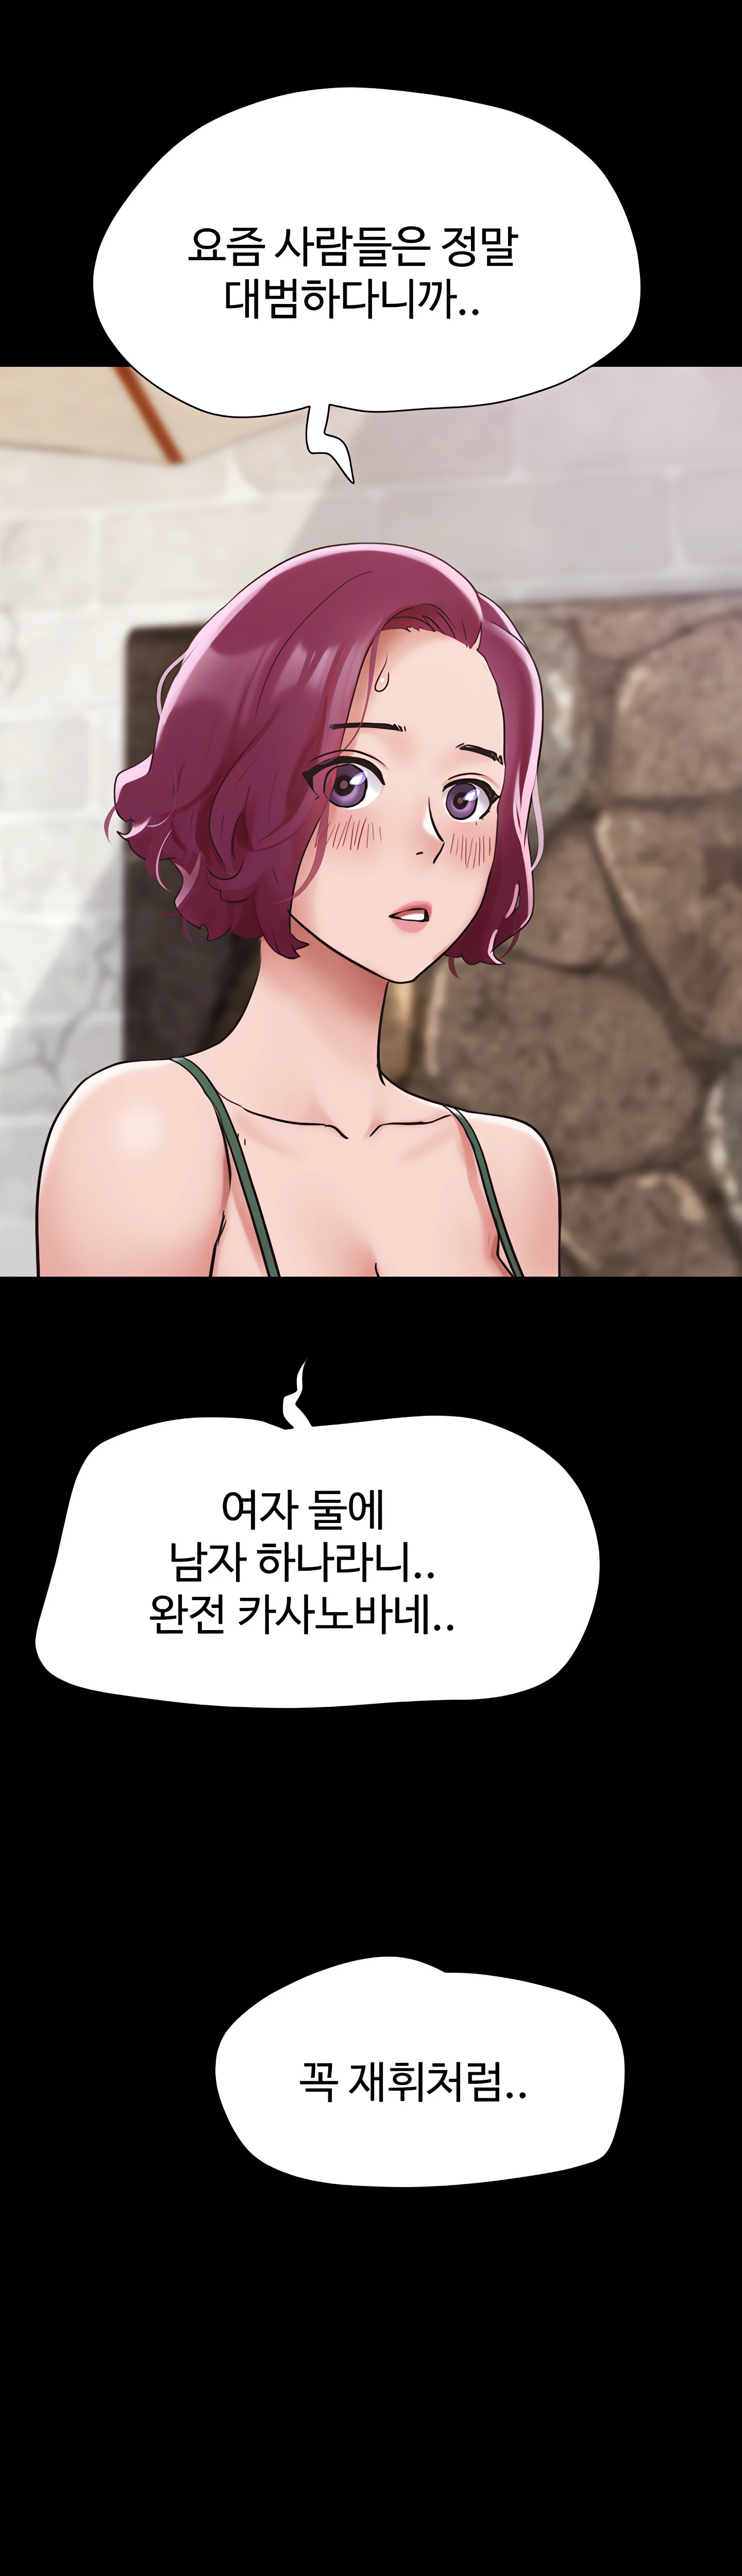 요즘 사람들은 정말
대범하다니까..
여자 둘에
남자 하나라니..
완전 카사노바네..
꼭 재휘처럼..